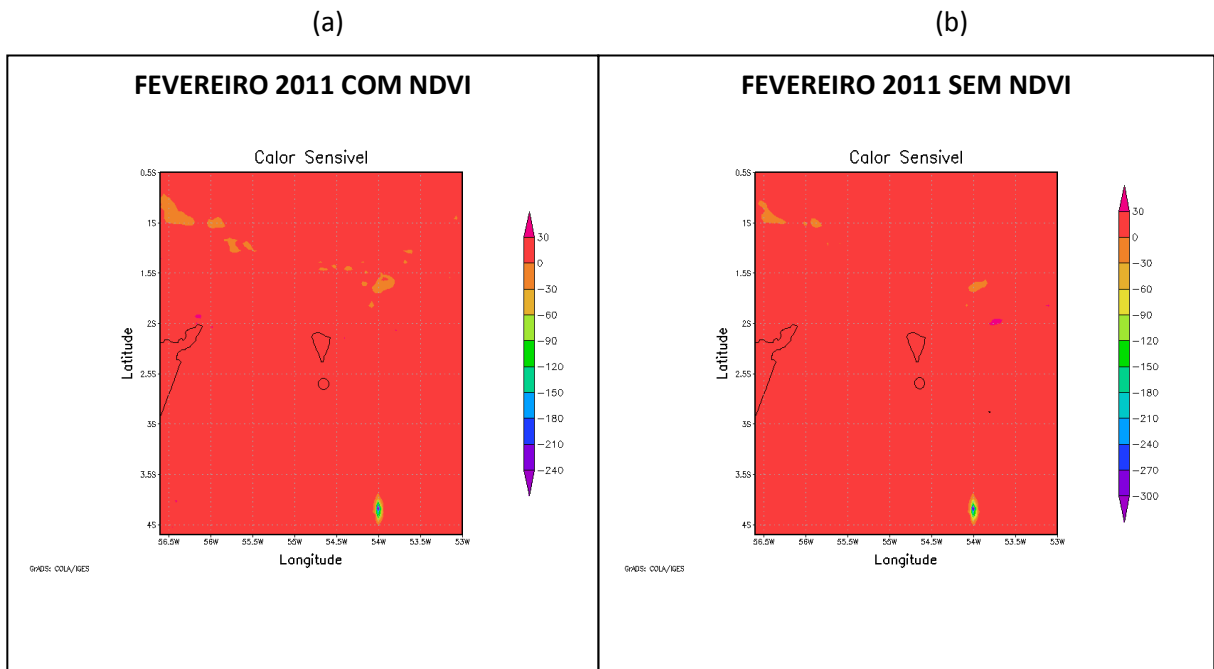 (a)
(b)
FEVEREIRO 2011 COM NDVI
FEVEREIRO 2011 SEM NDVI
Calor Sensivel
0.5S
1S
1.5S
2S
2.5S
3S
3.5S
4S
Latitude
56.5W 56W 55.5W 55W 54.5W 54W 53.5W 53W
Longitude
30
0
−30
−60
−90
−120
−150
−180
−210
−240
GrADS: COLA/IGES
Calor Sensivel
0.5S
1S
1.5S
2S
2.5S
3S
3.5S
4S
Latitude
56.5W 56W 55.5W 55W 54.5W 54W 53.5W 53W
Longitude
30
0
−30
−60
−90
−120
−150
−180
−210
−240
−270
−300
GrADS: COLA/IGES